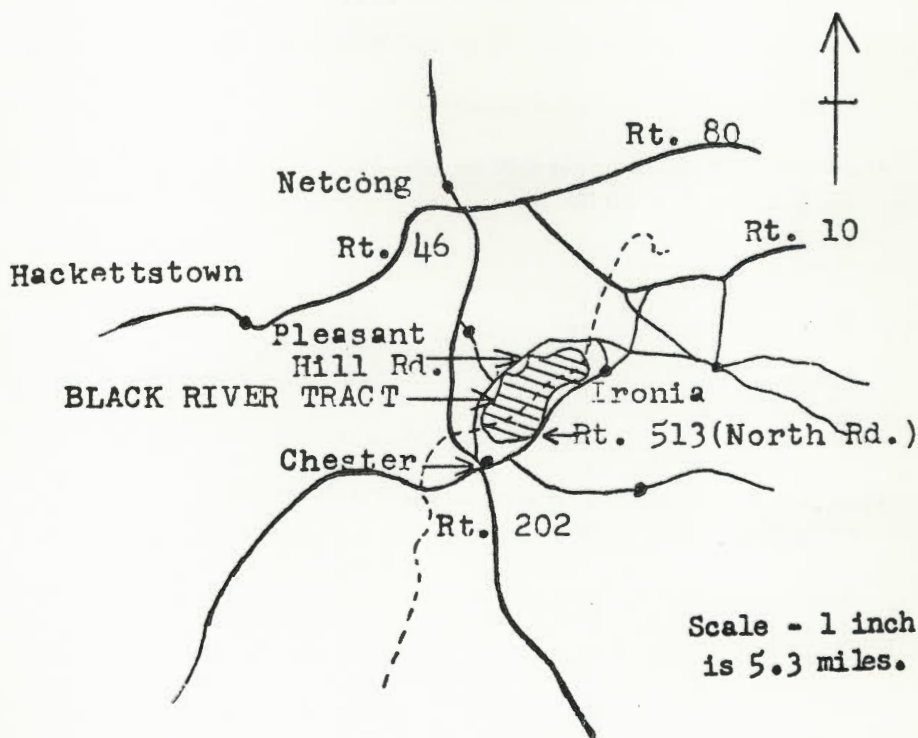 Rt. 80
Netcong
Rt. 10
Rt. 46
Hackettstown
Pleasant
Hill Rd.
BLACK RIVER TRACT
Ironia
Rt. 513(North Rd.)
Chester
Rt. 202
Scale - 1 inch
is 5.3 miles.